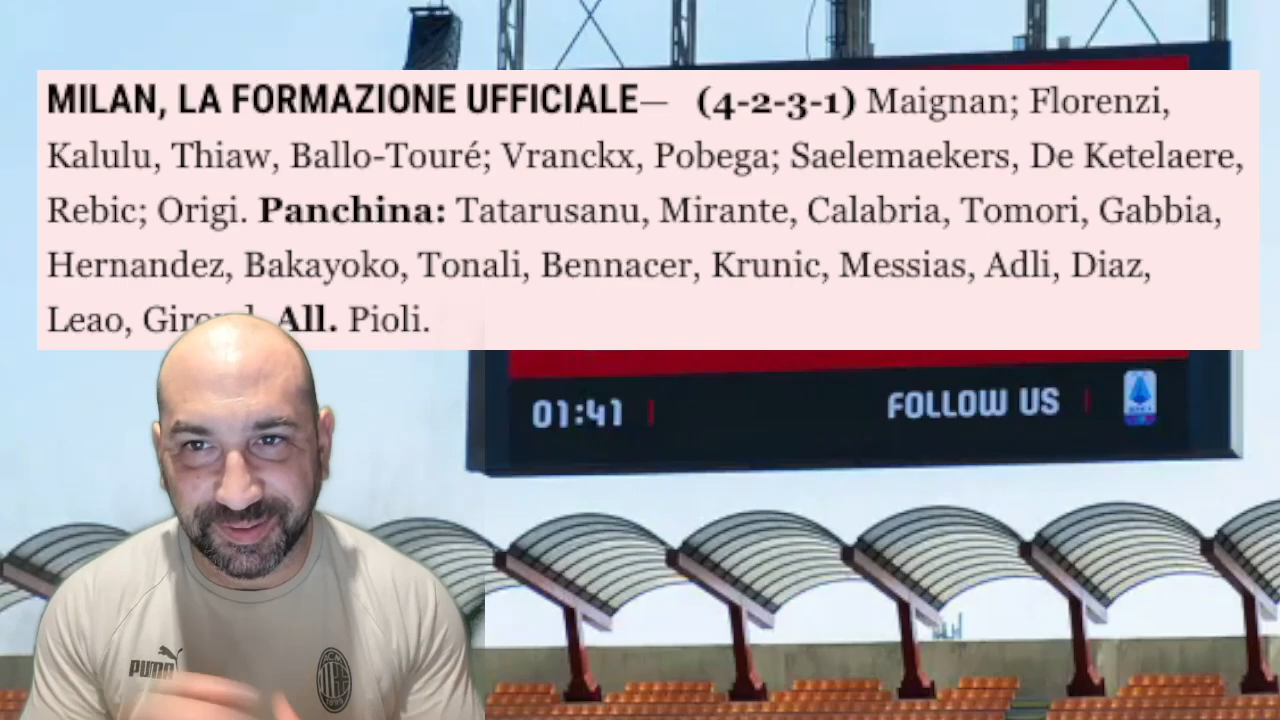 MILAN, LA FORMAZIONE UFFICIALE— (4-2-3-1) Maignan; Florenzi,
Kalulu, Thiaw, Ballo-Touré; Vranckx, Pobega; Saelemaekers, De Ketelaere,
Rebic; Origi. Panchina: Tatarusanu, Mirante, Calabria, Tomori, Gabbia,
Hernandez, Bakayoko, Tonali, Bennacer, Krunic, Messias, Adli, Diaz,
Leao, All. Pioli.
01:41 FOLLOW US
PUMA